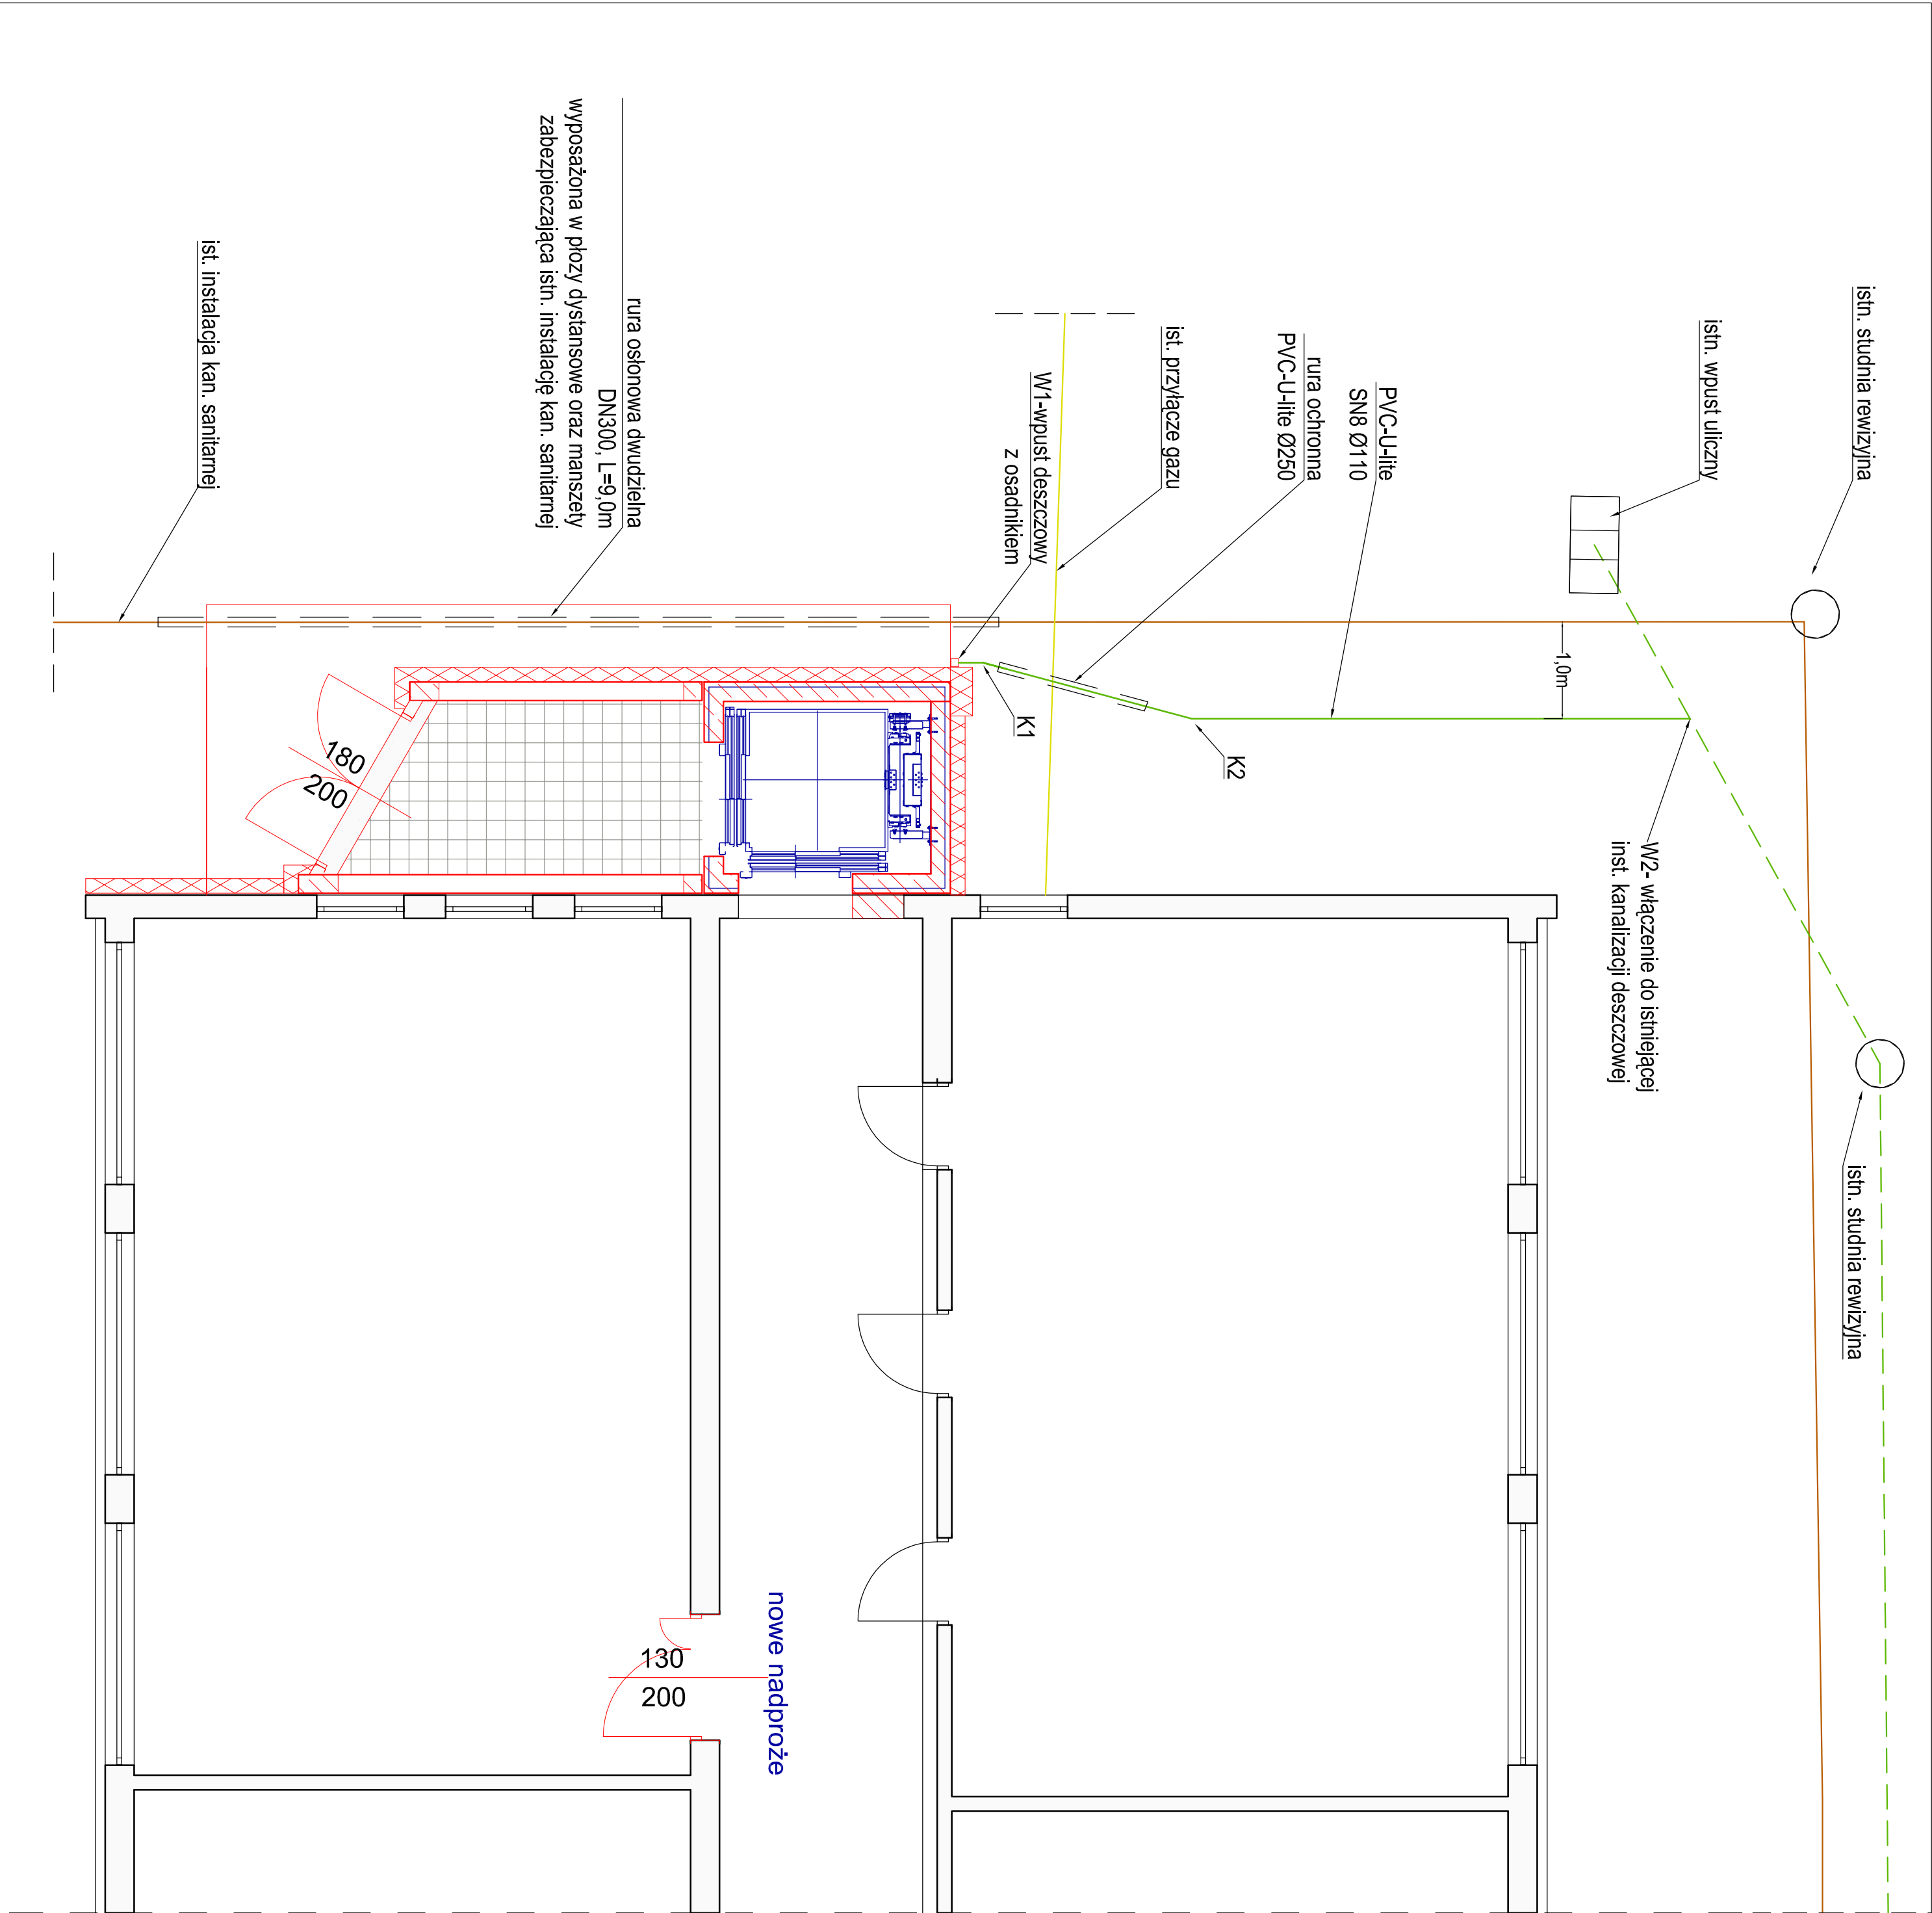 istn. studnia rewizyjna
istn. wpust uliczny
PVC-U-lite
SN8 Ø110
rura ochronna
PVC-U-lite Ø250
ist. przyłącze gazu
W1-wpust deszczowy
z osadnikiem
rura osłonowa dwudzielna
DN300, L=9,0m
wyposażona w płozy dystansowe oraz manszety
zabezpieczająca istn. instalację kan. sanitarnej
ist. instalacja kan. sanitarnej
1,0m
K1
K2
W2- włączenie do istniejącej
inst. kanalizacji deszczowej
istn. studnia rewizyjna
180
200
nowe nadproże
130
200